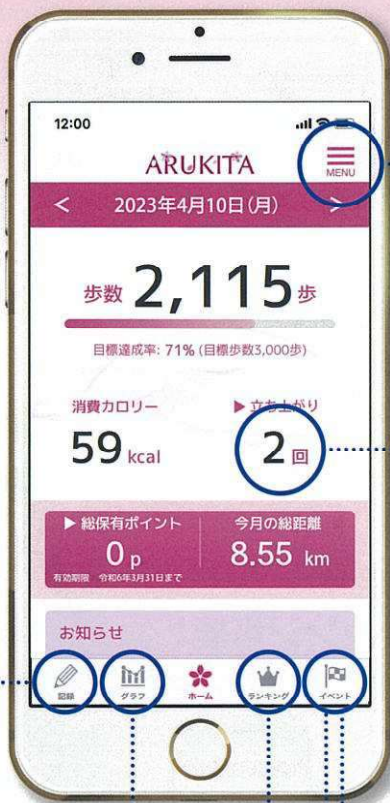 12:00
ARUKITA
MENU
< 2023年4月10日(月) >
歩数 2,115 歩
目標達成率: 71% (目標歩数3,000歩)
消費カロリー ▶立ち上がり
59 kcal 2 回
▶総保有ポイント 今月の総距離
0 p 8.55 km
有効期限 令和6年3月31日まで
お知らせ
記録 グラフ ホーム ランキング イベント